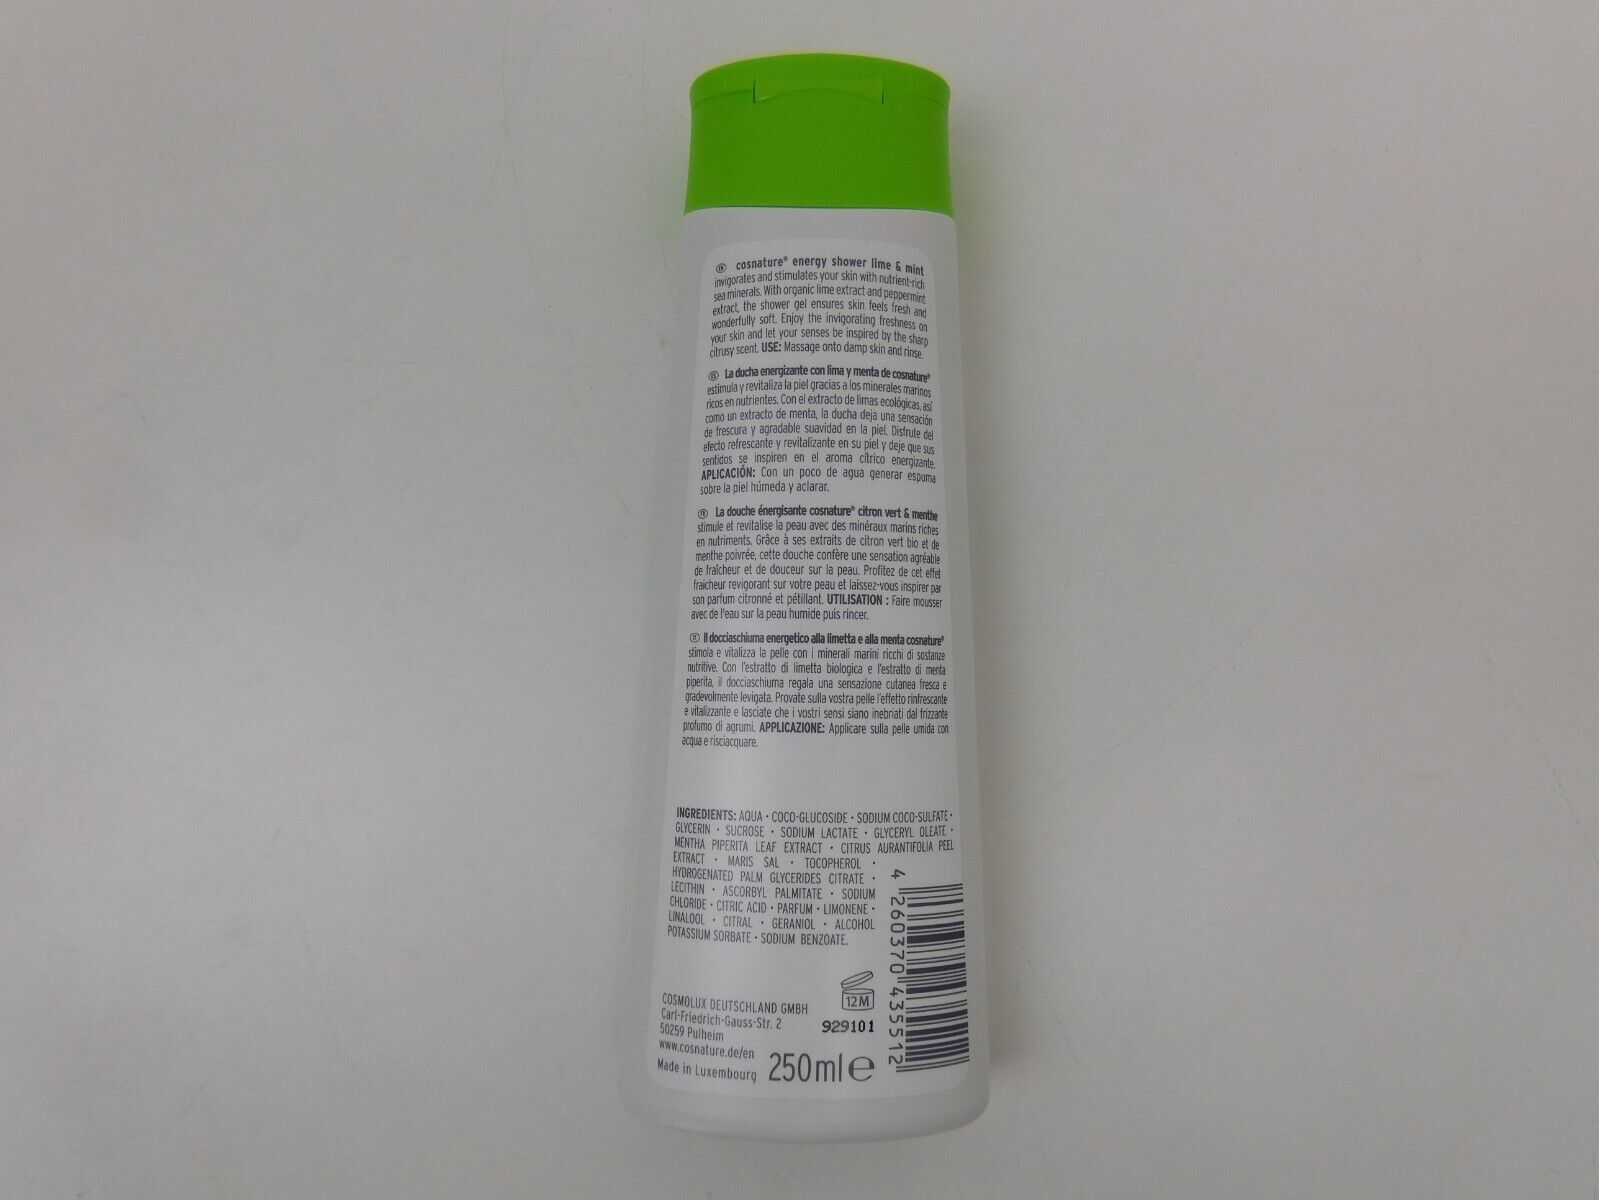 EN cosnature® energy shower lime & mint
invigorates and stimulates your skin with nutrient-rich
sea minerals. With organic lime extract and peppermint
extract, the shower gel ensures skin feels fresh and
wonderfully soft. Enjoy the invigorating freshness on
your skin and let your senses be inspired by the sharp
citrusy scent. USE: Massage onto damp skin and rinse.
ES La ducha energizante con lima y menta de cosnature®
estimula y revitaliza la piel gracias a los minerales marinos
ricos en nutrientes. Con el extracto de limas ecológicas, así
como un extracto de menta, la ducha deja una sensación
de frescura y agradable suavidad en la piel. Disfrute del
efecto refrescante y revitalizante en su piel y deje que sus
sentidos se inspiren en el aroma cítrico energizante.
APLICACIÓN: Con un poco de agua generar espuma
sobre la piel húmeda y aclarar.
FR La douche énergisante cosnature® citron vert & menthe
stimule et revitalise la peau avec des minéraux marins riches
en nutriments. Grâce à ses extraits de citron vert bio et de
menthe poivrée, cette douche confère une sensation agréable
de fraîcheur et de douceur sur la peau. Profitez de cet effet
fraîcheur revigorant sur votre peau et laissez-vous inspirer par
son parfum citronné et pétillant. UTILISATION : Faire mousser
avec de l'eau sur la peau humide puis rincer.
IT Il docciaschiuma energetico alla limetta e alla menta cosnature®
stimola e vitalizza la pelle con i minerali marini ricchi di sostanze
nutritive. Con l'estratto di limetta biologica e l'estratto di menta
piperita, il docciaschiuma regala una sensazione cutanea fresca e
gradevolmente levigata. Provate sulla vostra pelle l'effetto rinfrescante
e vitalizzante e lasciate che i vostri sensi siano inebriati dal frizzante
profumo di agrumi. APPLICAZIONE: Applicare sulla pelle umida con
acqua e risciacquare.
INGREDIENTS: AQUA • COCO-GLUCOSIDE • SODIUM COCO-SULFATE •
GLYCERIN • SUCROSE • SODIUM LACTATE • GLYCERYL OLEATE •
MENTHA PIPERITA LEAF EXTRACT • CITRUS AURANTIFOLIA PEEL
EXTRACT • MARIS SAL • TOCOPHEROL •
HYDROGENATED PALM GLYCERIDES CITRATE •
LECITHIN • ASCORBYL PALMITATE • SODIUM
CHLORIDE • CITRIC ACID • PARFUM • LIMONENE •
LINALOOL • CITRAL • GERANIOL • ALCOHOL
POTASSIUM SORBATE • SODIUM BENZOATE.
4 260370 435512
COSMOLUX DEUTSCHLAND GMBH
Carl-Friedrich-Gauss-Str. 2
50259 Pulheim
www.cosnature.de/en
Made in Luxembourg
12M
929101
250ml e